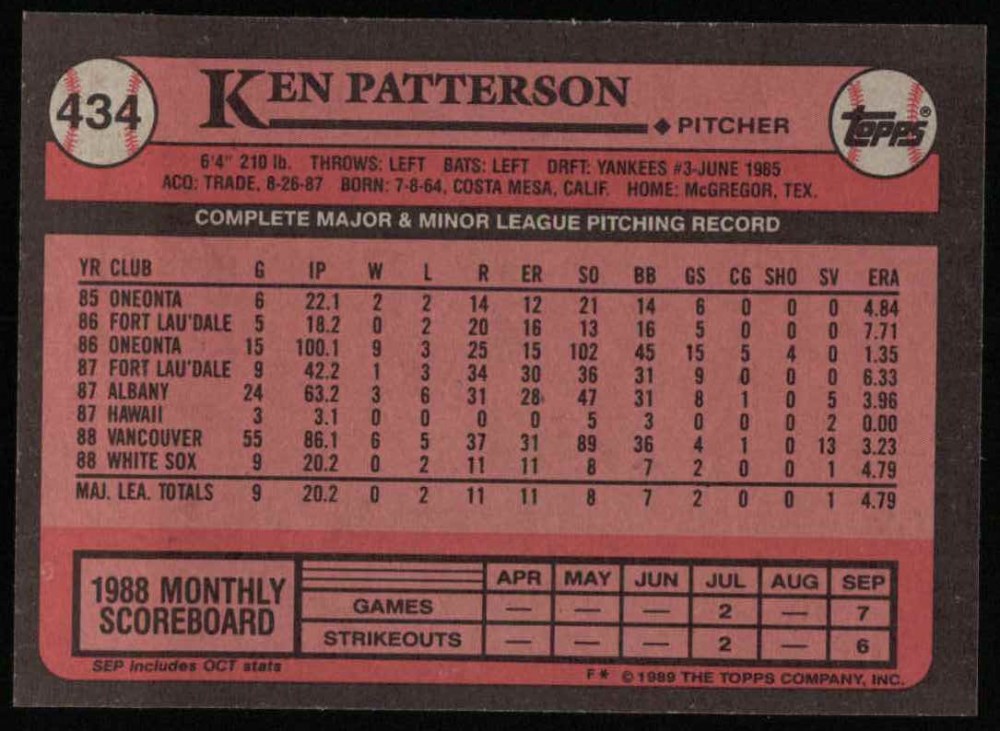 434
KEN PATTERSON
PITCHER
TOPPS®
6'4" 210 lb. THROWS: LEFT BATS: LEFT DRFT: YANKEES #3-JUNE 1985
ACQ: TRADE, 8-26-87 BORN: 7-8-64, COSTA MESA, CALIF. HOME: McGREGOR, TEX.
COMPLETE MAJOR & MINOR LEAGUE PITCHING RECORD
YR CLUB G IP W L R ER SO BB GS CG SHO SV ERA
85 ONEONTA 6 22.1 2 2 14 12 21 14 6 0 0 0 4.84
86 FORT LAU'DALE 5 18.2 0 2 20 16 13 16 5 0 0 0 7.71
86 ONEONTA 15 100.1 9 3 25 15 102 45 15 5 4 0 1.35
87 FORT LAU'DALE 9 42.2 1 3 34 30 36 31 9 0 0 0 6.33
87 ALBANY 24 63.2 3 6 31 28 47 31 8 1 0 5 3.96
87 HAWAII 3 3.1 0 0 0 0 5 3 0 0 0 2 0.00
88 VANCOUVER 55 86.1 6 5 37 31 89 36 4 1 0 13 3.23
88 WHITE SOX 9 20.2 0 2 11 11 8 7 2 0 0 1 4.79
MAJ. LEA. TOTALS 9 20.2 0 2 11 11 8 7 2 0 0 1 4.79
1988 MONTHLY
SCOREBOARD
APR MAY JUN JUL AUG SEP
GAMES — — — 2 — 7
STRIKEOUTS — — — 2 — 6
SEP includes OCT stats
F* © 1989 THE TOPPS COMPANY, INC.